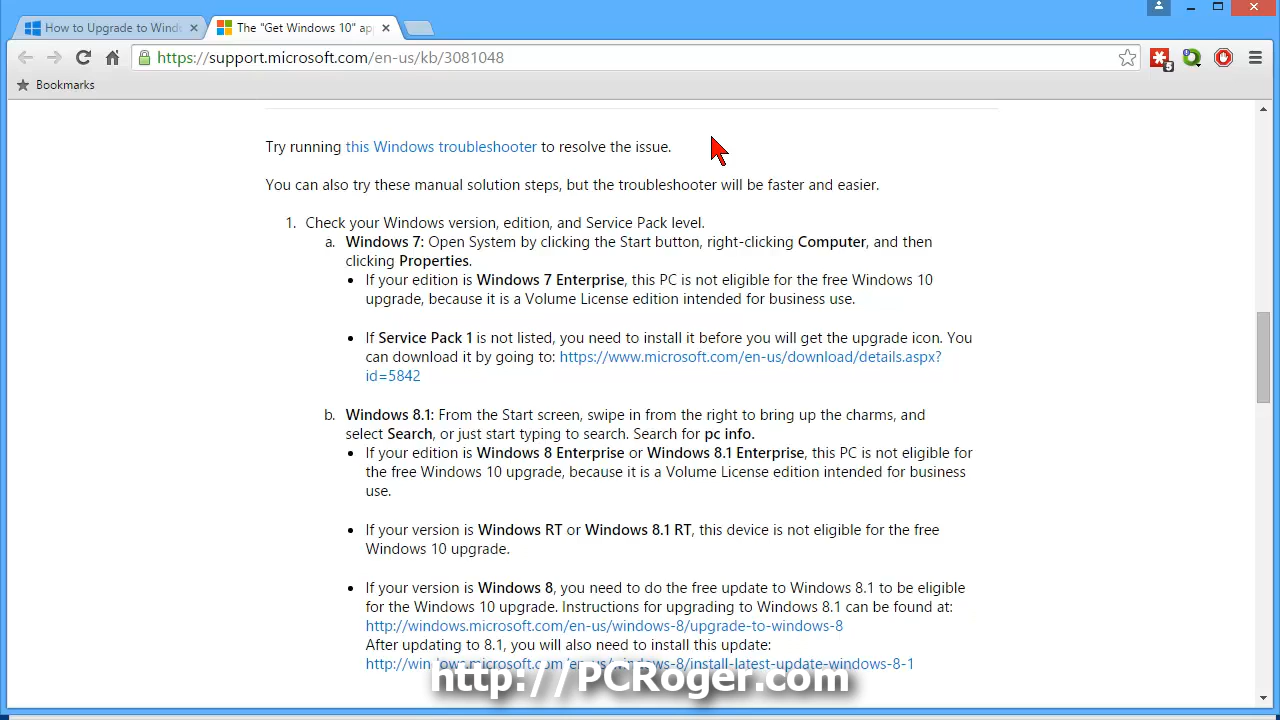 How to Upgrade to Wind
The "Get Windows 10" ap
https://support.microsoft.com/en-us/kb/3081048
5
Bookmarks
Try running this Windows troubleshooter to resolve the issue.
You can also try these manual solution steps, but the troubleshooter will be faster and easier.
1. Check your Windows version, edition, and Service Pack level.
a. Windows 7: Open System by clicking the Start button, right-clicking Computer, and then
clicking Properties.
• If your edition is Windows 7 Enterprise, this PC is not eligible for the free Windows 10
upgrade, because it is a Volume License edition intended for business use.
• If Service Pack 1 is not listed, you need to install it before you will get the upgrade icon. You
can download it by going to: https://www.microsoft.com/en-us/download/details.aspx?
id=5842
b. Windows 8.1: From the Start screen, swipe in from the right to bring up the charms, and
select Search, or just start typing to search. Search for pc info.
• If your edition is Windows 8 Enterprise or Windows 8.1 Enterprise, this PC is not eligible for
the free Windows 10 upgrade, because it is a Volume License edition intended for business
use.
• If your version is Windows RT or Windows 8.1 RT, this device is not eligible for the free
Windows 10 upgrade.
• If your version is Windows 8, you need to do the free update to Windows 8.1 to be eligible
for the Windows 10 upgrade. Instructions for upgrading to Windows 8.1 can be found at:
http://windows.microsoft.com/en-us/windows-8/upgrade-to-windows-8
After updating to 8.1, you will also need to install this update:
http://windows.microsoft.com/en-us/windows-8/install-latest-update-windows-8-1
http://PCRoger.com